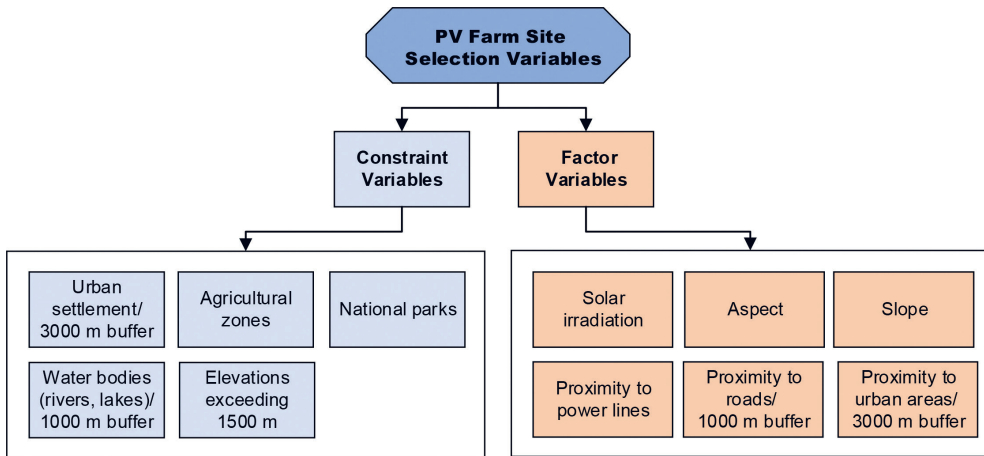 PV Farm Site
Selection Variables
Constraint
Variables
Factor
Variables
Urban
settlement/
3000 m buffer
Agricultural
zones
National parks
Water bodies
(rivers, lakes)/
1000 m buffer
Elevations
exceeding
1500 m
Solar
irradiation
Aspect
Slope
Proximity to
power lines
Proximity to
roads/
1000 m buffer
Proximity to
urban areas/
3000 m buffer